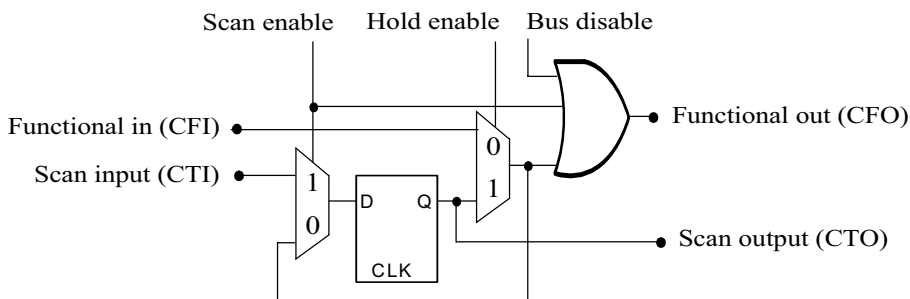 Scan enable
Hold enable
Bus disable
Functional in (CFI)
Functional out (CFO)
Scan input (CTI)
0
1
1
0
D
Q
CLK
Scan output (CTO)